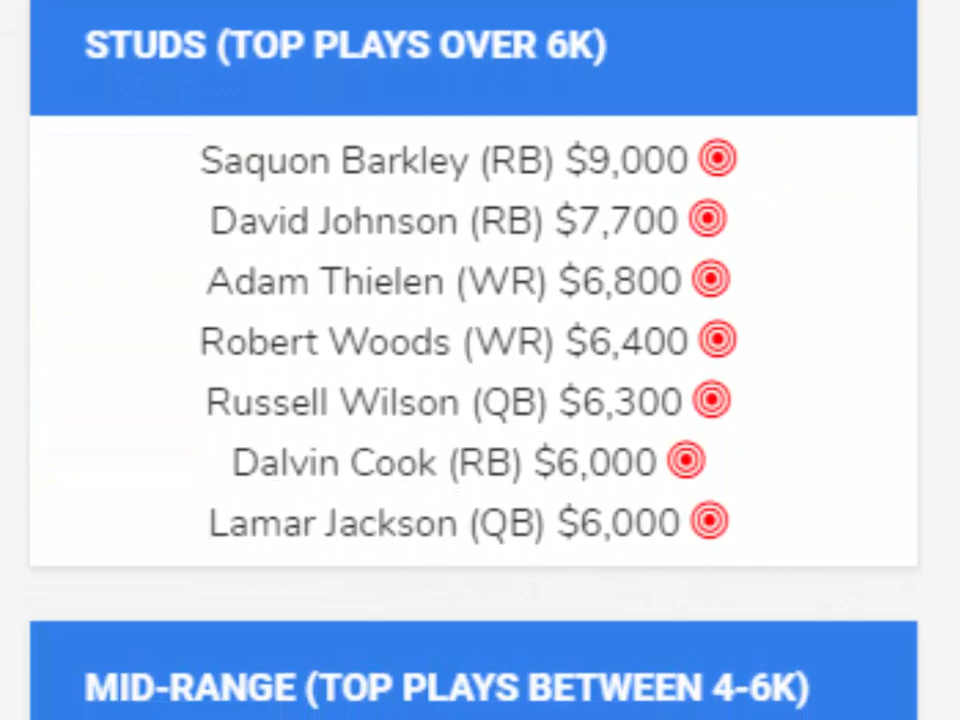 STUDS (TOP PLAYS OVER 6K)
Saquon Barkley (RB) $9,000
David Johnson (RB) $7,700
Adam Thielen (WR) $6,800
Robert Woods (WR) $6,400
Russell Wilson (QB) $6,300
Dalvin Cook (RB) $6,000
Lamar Jackson (QB) $6,000
MID-RANGE (TOP PLAYS BETWEEN 4-6K)